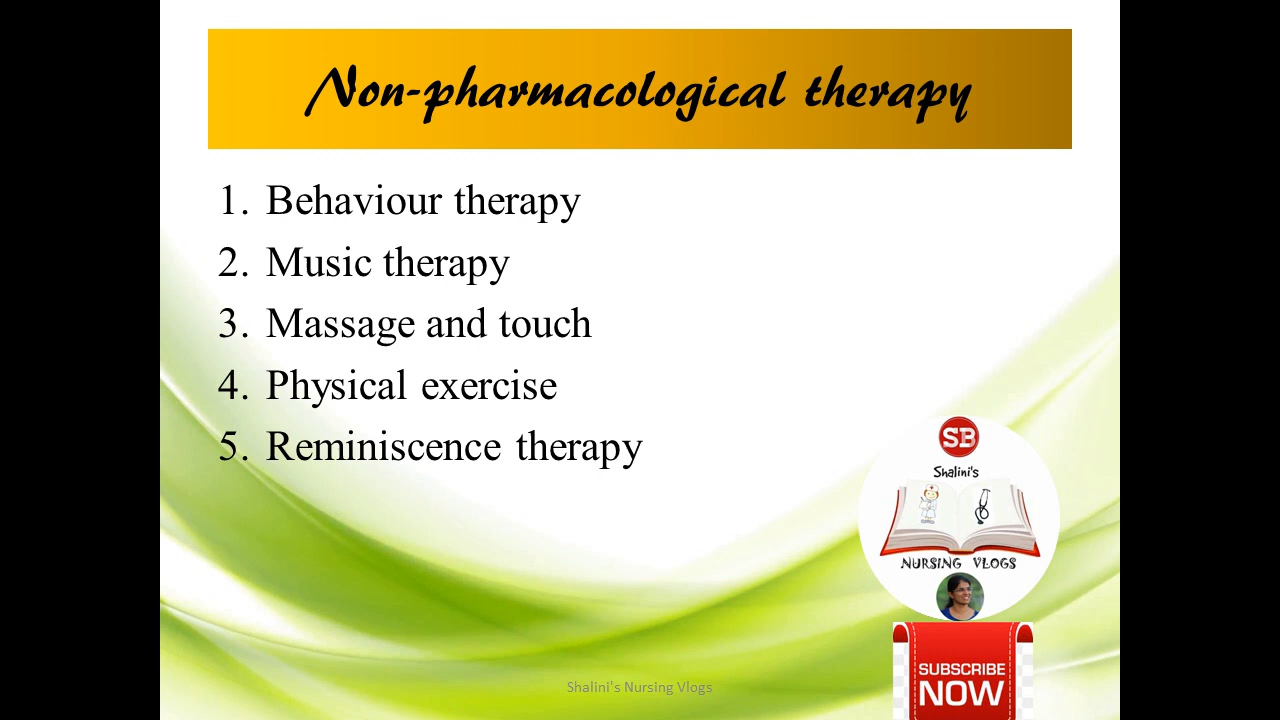 Non-pharmacological therapy
1. Behaviour therapy
2. Music therapy
3. Massage and touch
4. Physical exercise
5. Reminiscence therapy
SB
Shalini's
NURSING VLOGS
SUBSCRIBE
NOW
Shalini's Nursing Vlogs